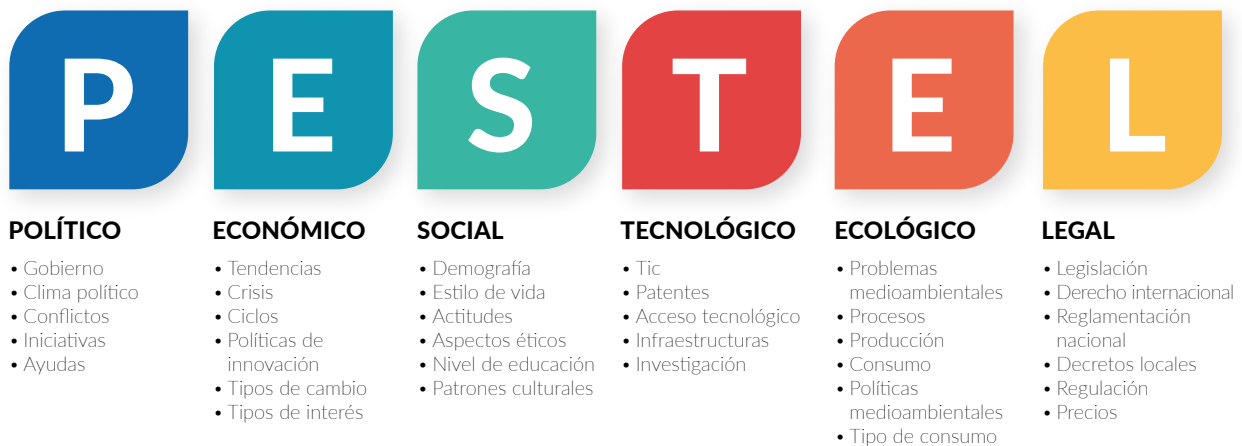 P
E
S
T
E
L
POLÍTICO
• Gobierno
• Clima político
• Conflictos
• Iniciativas
• Ayudas
ECONÓMICO
• Tendencias
• Crisis
• Ciclos
• Políticas de
innovación
• Tipos de cambio
• Tipos de interés
SOCIAL
• Demografía
• Estilo de vida
• Actitudes
• Aspectos éticos
• Nivel de educación
• Patrones culturales
TECNOLÓGICO
• Tic
• Patentes
• Acceso tecnológico
• Infraestructuras
• Investigación
ECOLÓGICO
• Problemas
medioambientales
• Procesos
• Producción
• Consumo
• Políticas
medioambientales
• Tipo de consumo
LEGAL
• Legislación
• Derecho internacional
• Reglamentación
nacional
• Decretos locales
• Regulación
• Precios